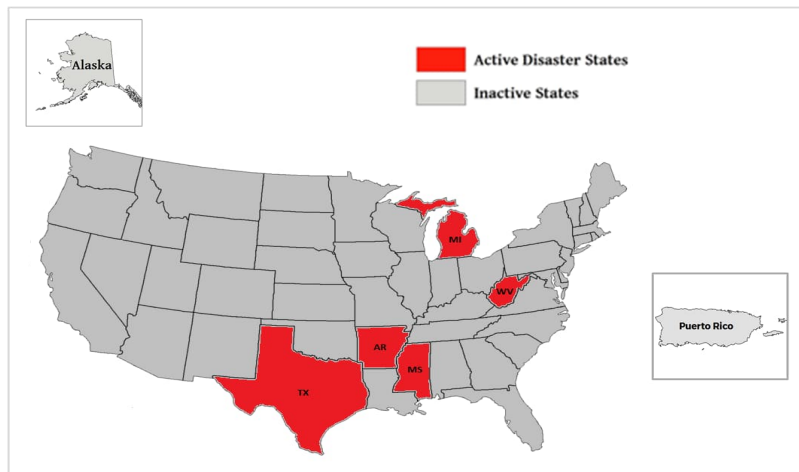 Alaska
Active Disaster States
Inactive States
MI
WV
Puerto Rico
AR
MS
TX